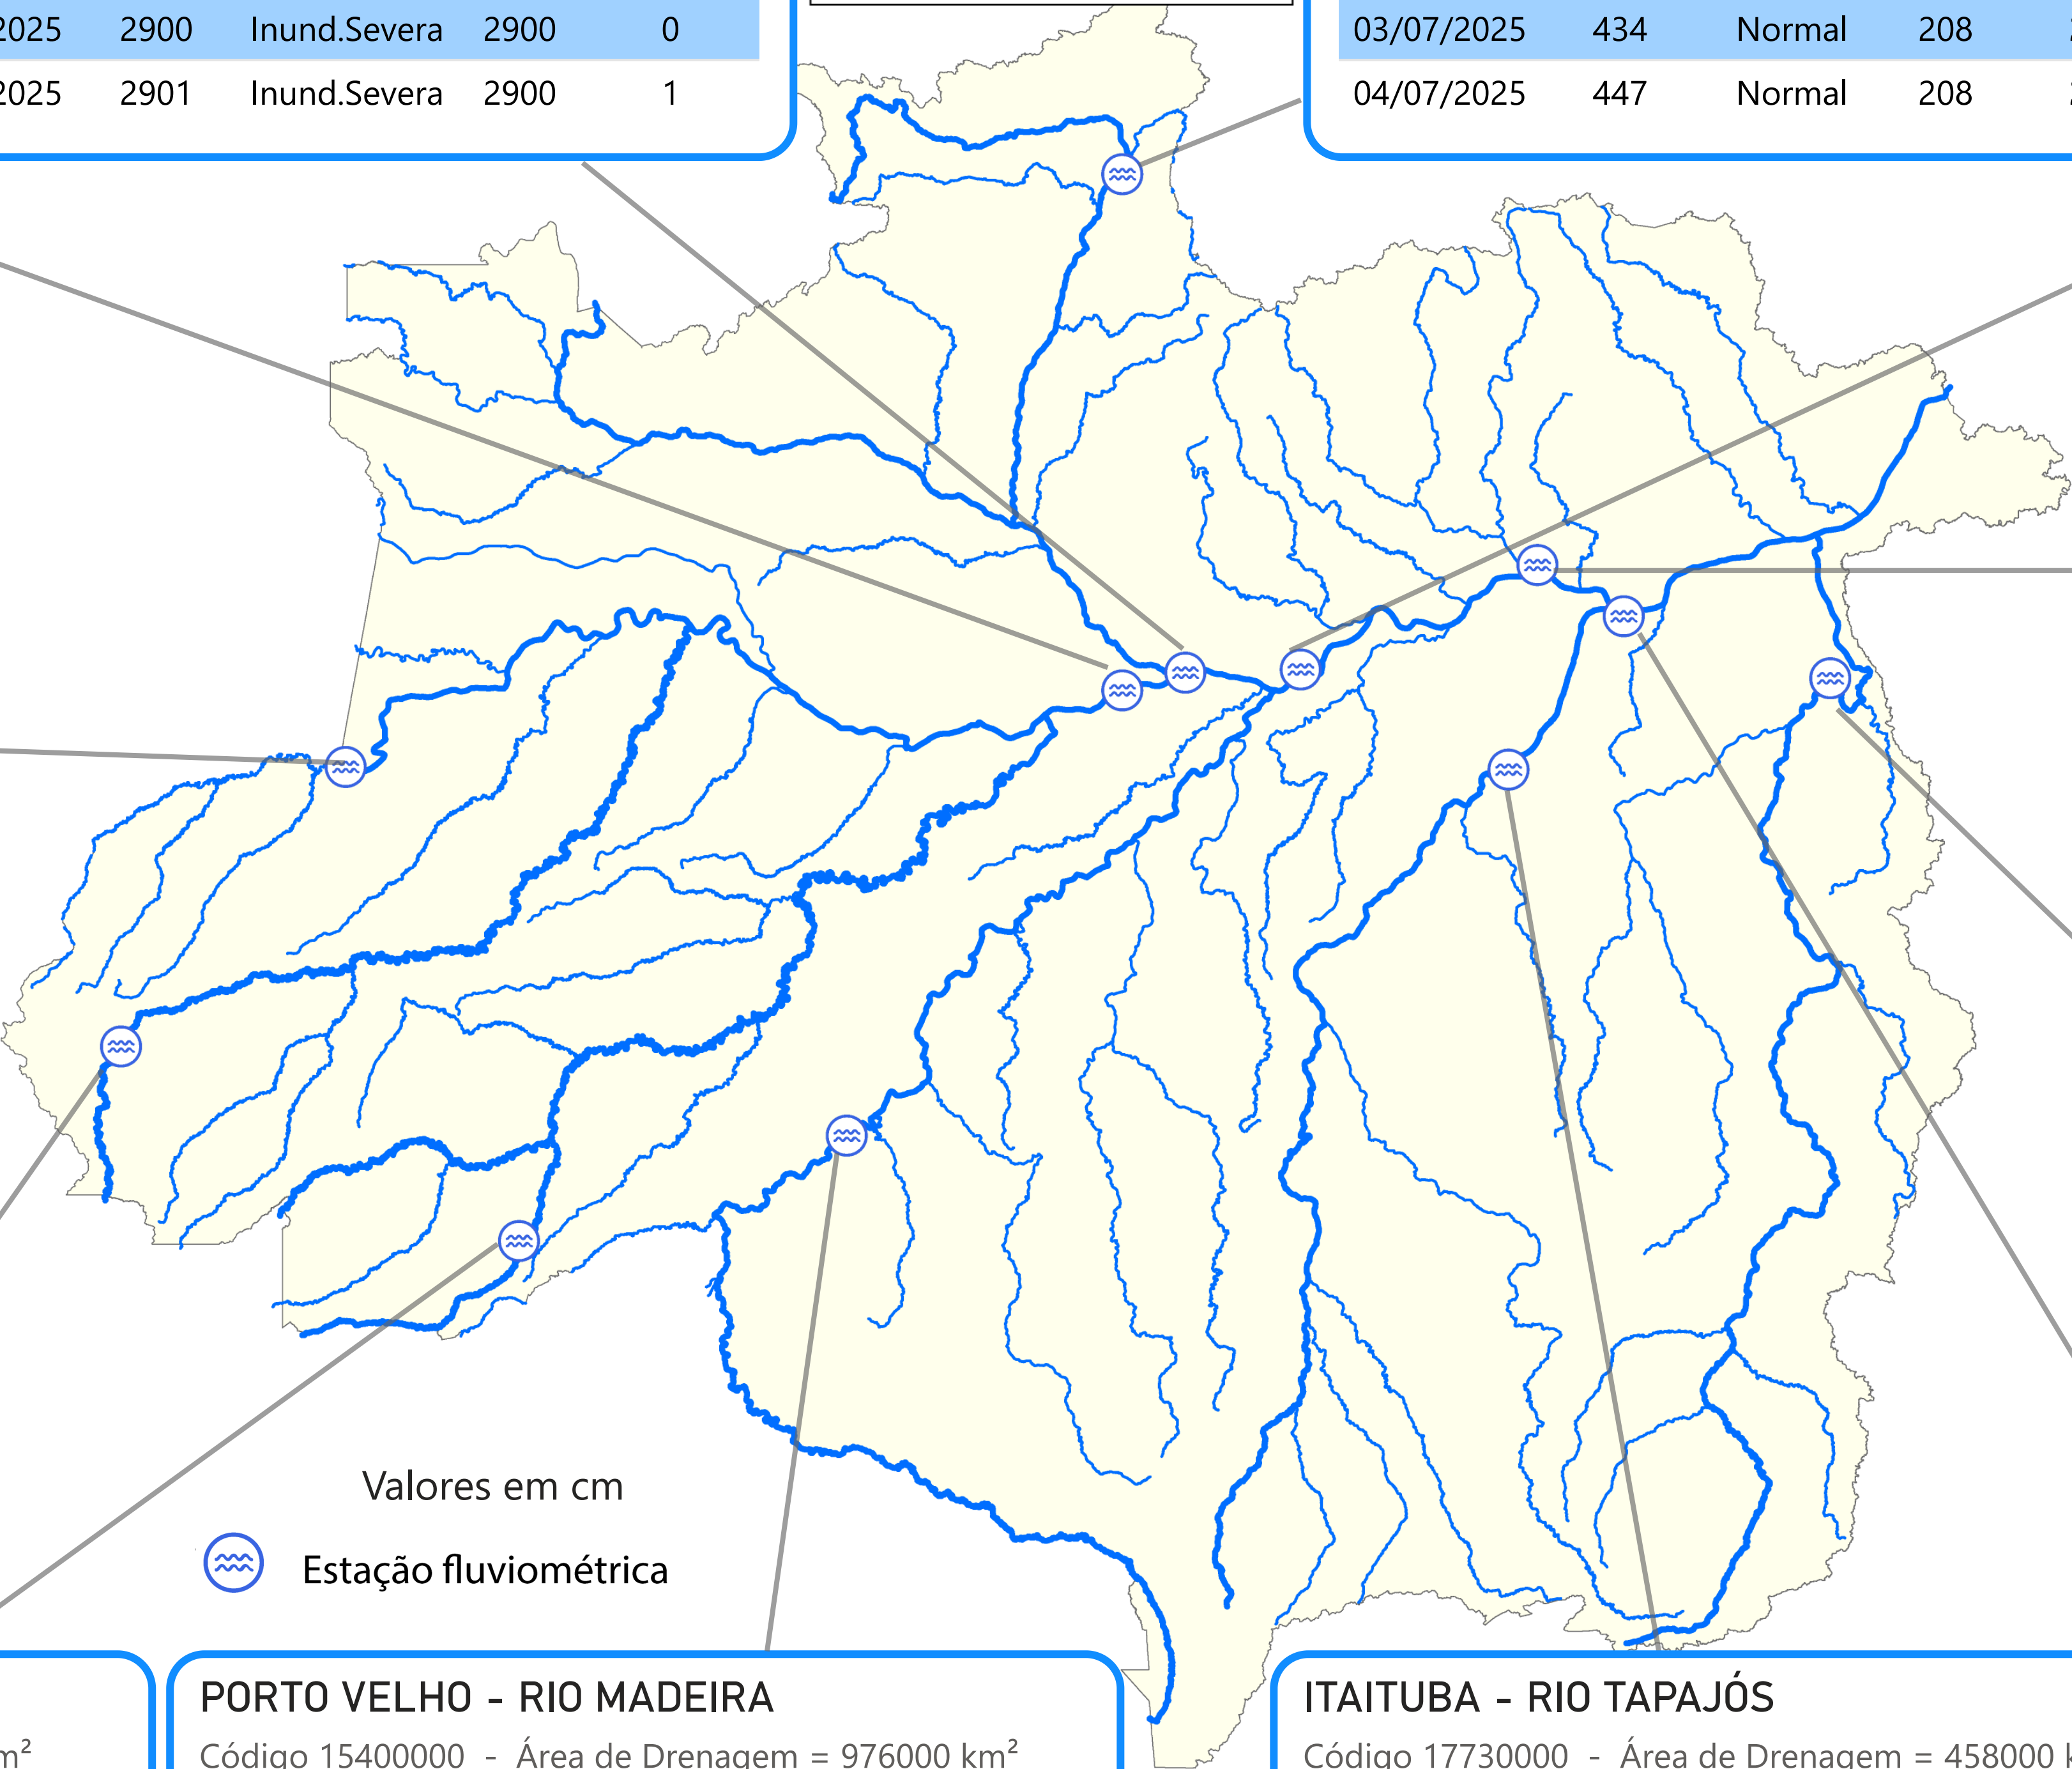 2025 2900 Inund.Severa 2900 0
2025 2901 Inund.Severa 2900 1
03/07/2025 434 Normal 208
04/07/2025 447 Normal 208
Valores em cm
Estação fluviométrica
m²
PORTO VELHO - RIO MADEIRA
Código 15400000 - Área de Drenagem = 976000 km²
ITAITUBA - RIO TAPAJÓS
Código 17730000 - Área de Drenagem = 458000